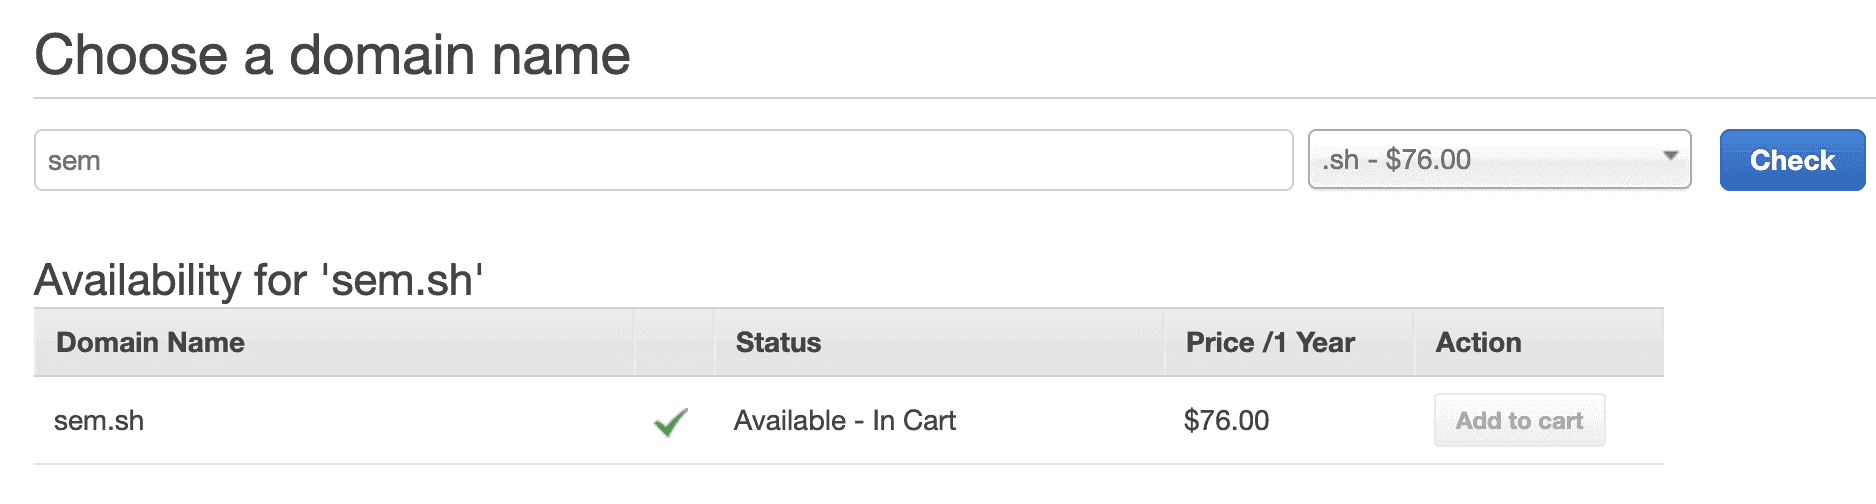 Choose a domain name
sem .sh - $76.00 Check
Availability for 'sem.sh'
Domain Name Status Price /1 Year Action
sem.sh Available - In Cart $76.00 Add to cart